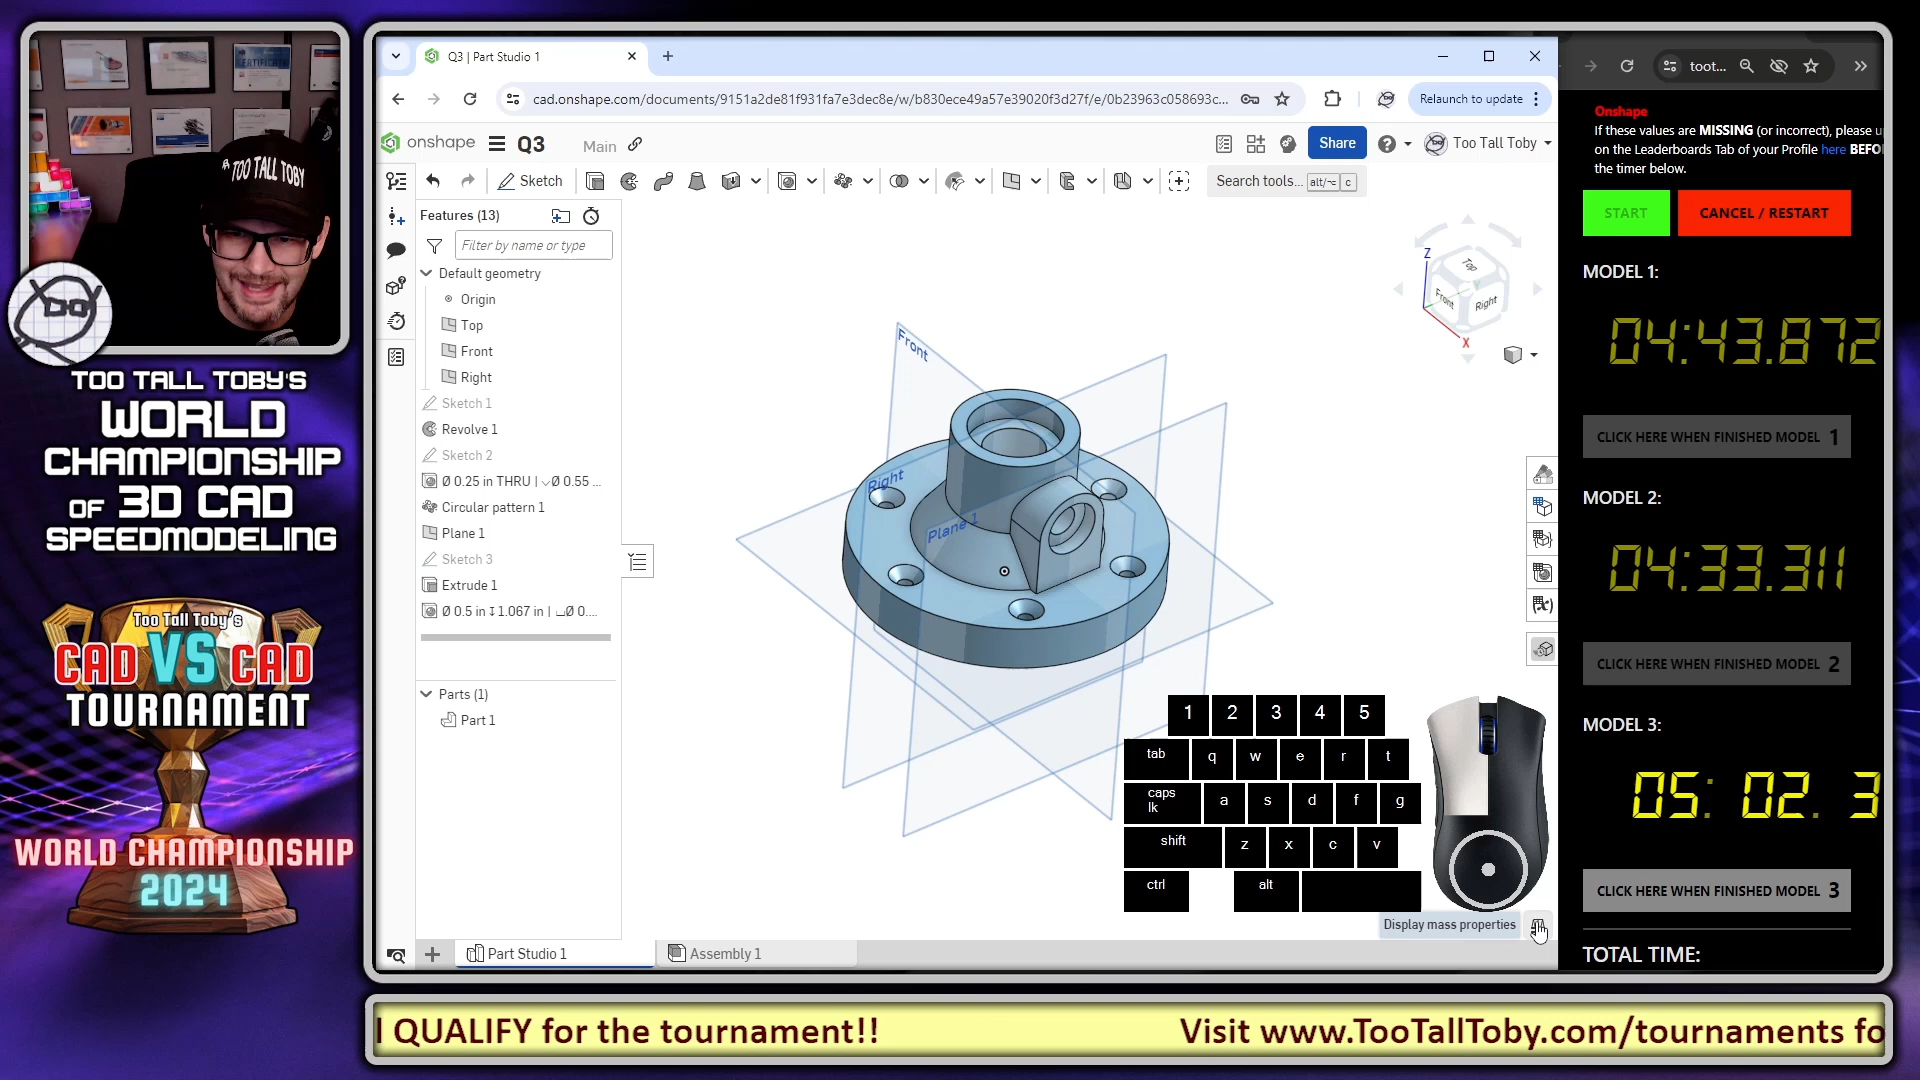 TOO TALL TOBY
TOO TALL TOBY'S
WORLD
CHAMPIONSHIP
OF 3D CAD
SPEEDMODELING
Too Tall Toby's
CAD VS CAD
TOURNAMENT
WORLD CHAMPIONSHIP
2024
Q3 | Part Studio 1
cad.onshape.com/documents/9151a2de81f931fa7e3dec8e/w/b830ece49a57e39020f3d27f/e/0b23963c058693c...
Relaunch to update
onshape
Q3
Main
Share
Too Tall Toby
Sketch
Search tools... alt/⌥ c
Features (13)
Filter by name or type
Default geometry
Origin
Top
Front
Right
Sketch 1
Revolve 1
Sketch 2
Ø 0.25 in THRU | ⌵Ø 0.55 ...
Circular pattern 1
Plane 1
Sketch 3
Extrude 1
Ø 0.5 in ↧ 1.067 in | ⌴Ø 0....
Parts (1)
Part 1
Front
Right
Plane 1
Z
Top
Front
Right
Y
X
1 2 3 4 5
tab q w e r t
caps lk a s d f g
shift z x c v
ctrl alt
Display mass properties
Part Studio 1
Assembly 1
toot...
Onshape
If these values are MISSING (or incorrect), please u
on the Leaderboards Tab of your Profile here BEFO
the timer below.
START
CANCEL / RESTART
MODEL 1:
04:43.872
CLICK HERE WHEN FINISHED MODEL 1
MODEL 2:
04:33.311
CLICK HERE WHEN FINISHED MODEL 2
MODEL 3:
05: 02. 3
CLICK HERE WHEN FINISHED MODEL 3
TOTAL TIME:
I QUALIFY for the tournament!!
Visit www.TooTallToby.com/tournaments fo